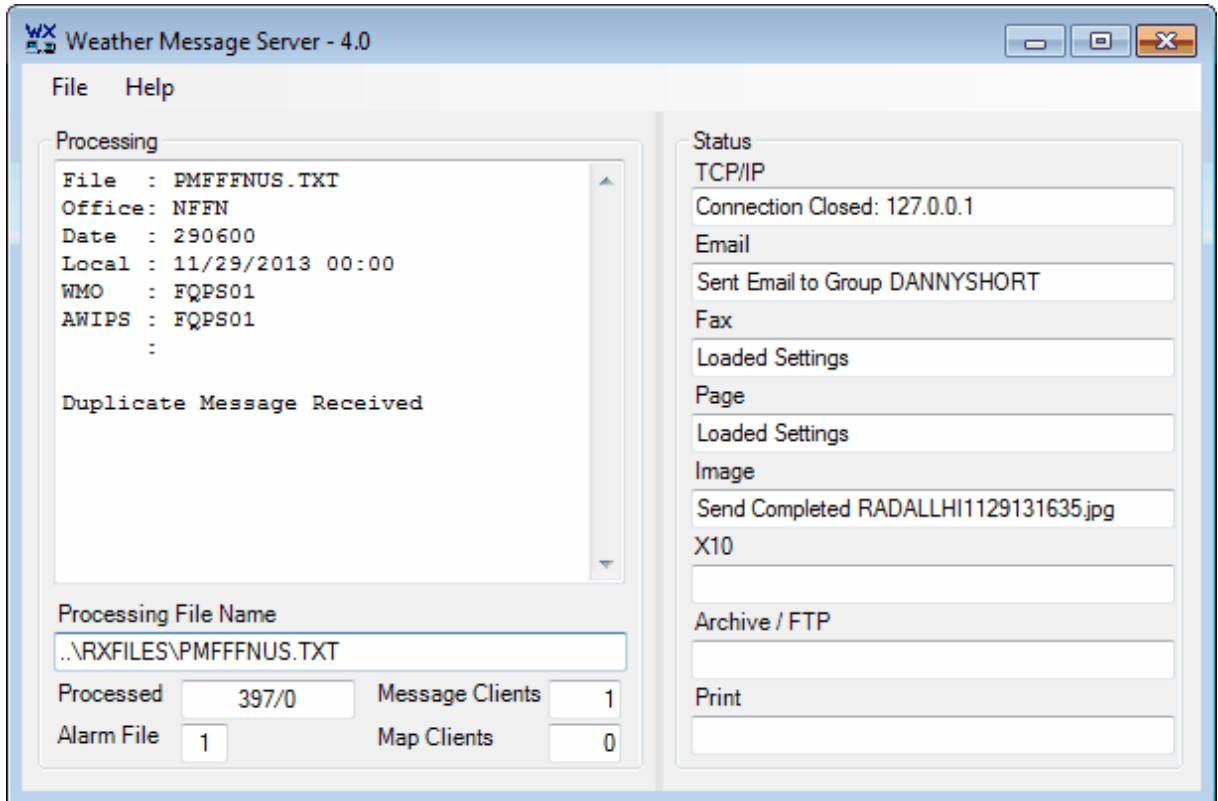 WX
Weather Message Server - 4.0
File Help
Processing
File : PMFFFNUS.TXT
Office: NFFN
Date : 290600
Local : 11/29/2013 00:00
WMO : FQPS01
AWIPS : FQPS01
:
Duplicate Message Received
Processing File Name
..\RXFILES\PMFFFNUS.TXT
Processed 397/0 Message Clients 1
Alarm File 1 Map Clients 0
Status
TCP/IP
Connection Closed: 127.0.0.1
Email
Sent Email to Group DANNYSHORT
Fax
Loaded Settings
Page
Loaded Settings
Image
Send Completed RADALLHI1129131635.jpg
X10
Archive / FTP
Print